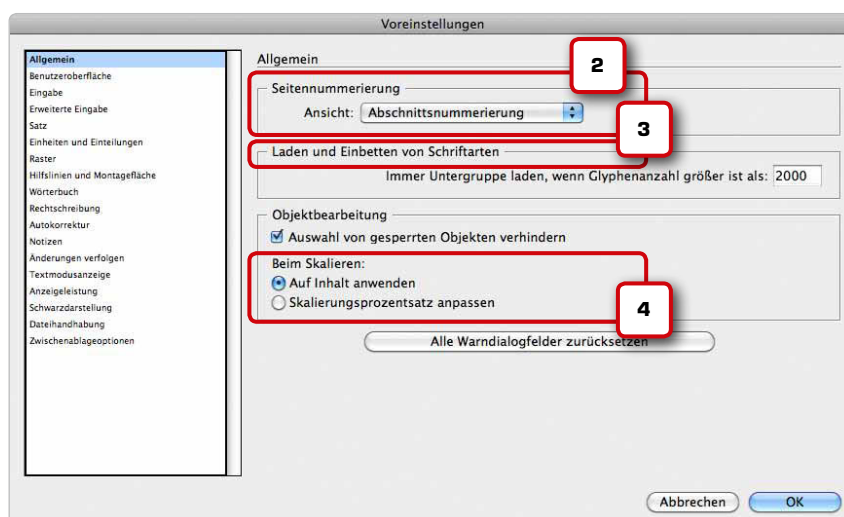 Voreinstellungen
Allgemein
Benutzeroberfläche
Eingabe
Erweiterte Eingabe
Satz
Einheiten und Einteilungen
Raster
Hilfslinien und Montagefläche
Wörterbuch
Rechtschreibung
Autokorrektur
Notizen
Änderungen verfolgen
Textmodusanzeige
Anzeigeleistung
Schwarzdarstellung
Dateihandhabung
Zwischenablageoptionen
Allgemein
2
Seitennummerierung
Ansicht: Abschnittsnummerierung
3
Laden und Einbetten von Schriftarten
Immer Untergruppe laden, wenn Glyphenanzahl größer ist als: 2000
Objektbearbeitung
Auswahl von gesperrten Objekten verhindern
Beim Skalieren:
Auf Inhalt anwenden
Skalierungsprozentsatz anpassen
4
Alle Warndialogfelder zurücksetzen
Abbrechen
OK